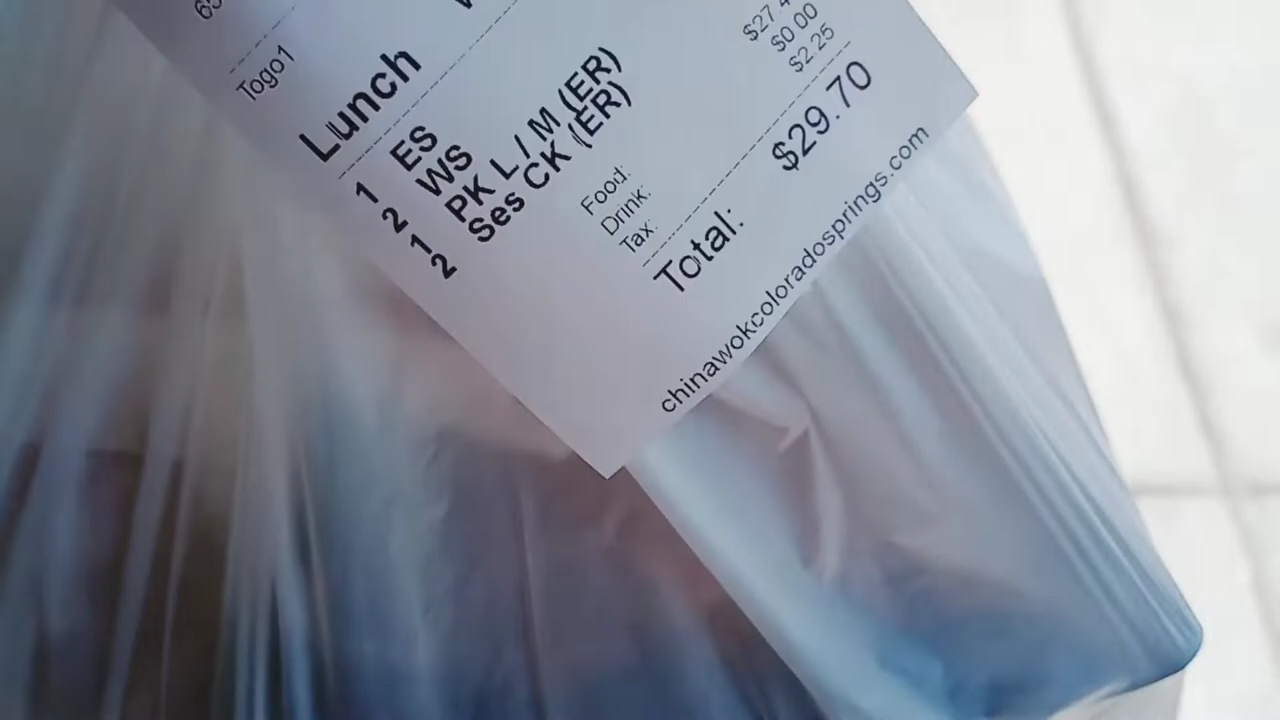 Togo1
Lunch
1 ES
2 WS
1 PK L / M (ER)
2 Ses CK (ER)
Food:
Drink: $0 00
Tax: $2.25
Total: $29.70
chinawokcoloradosprings.com